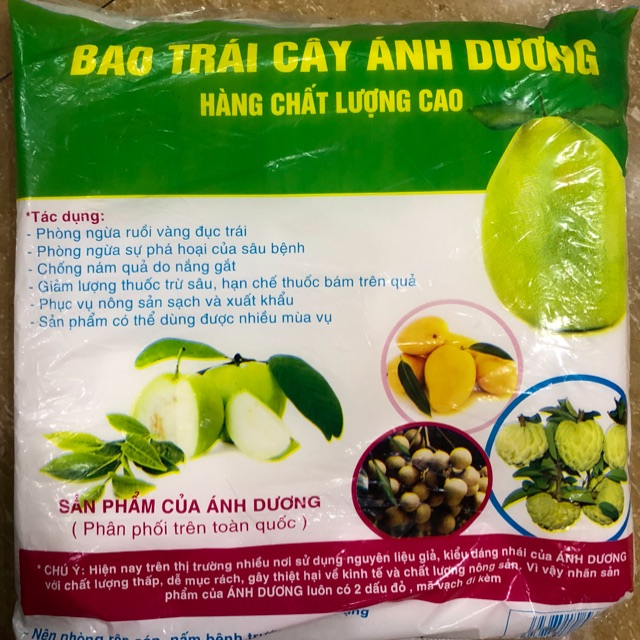 BAO TRÁI CÂY ÁNH DƯƠNG
HÀNG CHẤT LƯỢNG CAO
*Tác dụng:
- Phòng ngừa ruồi vàng đục trái
- Phòng ngừa sự phá hoại của sâu bệnh
- Chống nám quả do nắng gắt
- Giảm lượng thuốc trừ sâu, hạn chế thuốc bám trên quả
- Phục vụ nông sản sạch và xuất khẩu
- Sản phẩm có thể dùng được nhiều mùa vụ
SẢN PHẨM CỦA ÁNH DƯƠNG
( Phân phối trên toàn quốc )
* CHÚ Ý: Hiện nay trên thị trường nhiều nơi sử dụng nguyên liệu giả, kiểu dáng nhái của ÁNH DƯƠNG
với chất lượng thấp, dễ mục rách, gây thiệt hại về kinh tế và chất lượng nông sản. Vì vậy nhãn sản
phẩm của ÁNH DƯƠNG luôn có 2 dấu đỏ , mã vạch đi kèm